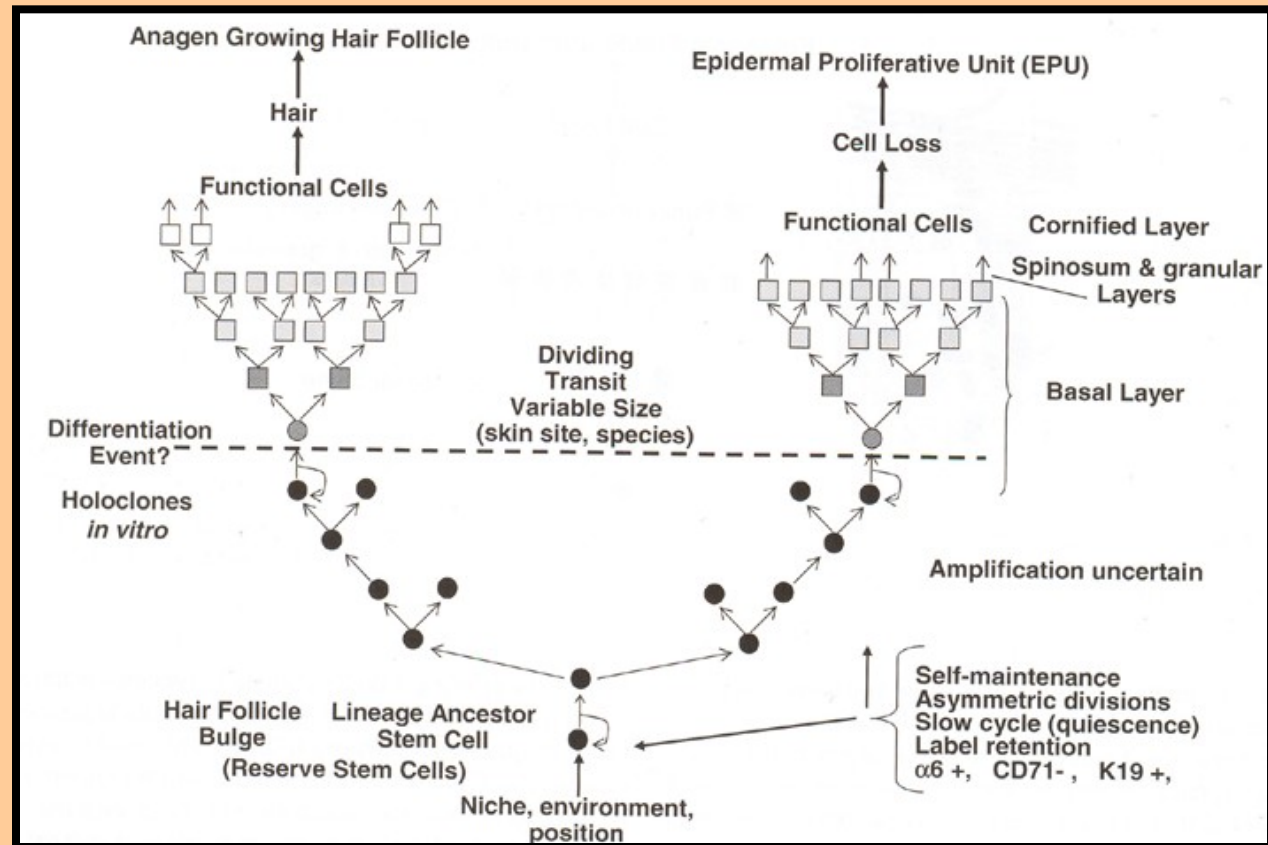 Anagen Growing Hair Follicle
Hair
Functional Cells
Epidermal Proliferative Unit (EPU)
Cell Loss
Functional Cells
Cornified Layer
Spinosum & granular
Layers
Basal Layer
Dividing
Transit
Variable Size
(skin site, species)
Differentiation
Event?
Holoclones
in vitro
Amplification uncertain
Hair Follicle
Bulge
Lineage Ancestor
Stem Cell
(Reserve Stem Cells)
Niche, environment,
position
Self-maintenance
Asymmetric divisions
Slow cycle (quiescence)
Label retention
α6 +, CD71- , K19 +,